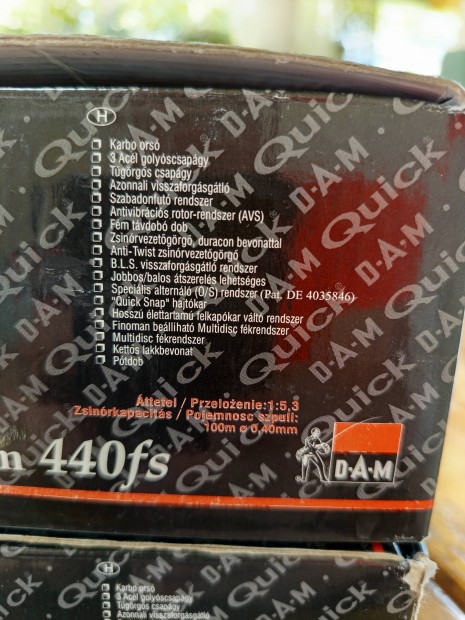 H
Karbo orsó
3 Acél golyóscsapágy
Tűgörgős csapágy
Azonnali visszaforgásgátló
Szabadonfutó rendszer
Antivibrációs rotor-rendszer (AVS)
Fém távdobó dob
Zsinórvezetőgörgő, duracon bevonattal
Anti-Twist zsinórvezetőgörgő
B.L.S. visszaforgásgátló rendszer
Jobbos/balos átszerelés lehetséges
Speciális alternáló (O/S) rendszer (Pat. DE 4035846)
"Quick Snap" hajtókar
Hosszú élettartamú felkapókar váltó rendszer
Finoman beállíható Multidisc fékrendszer
Multidisc fékrendszer
Kettős lakkbevonat
Pótdob
Áttétel / Przełożenie:1:5,3
Zsinórkapacitás / Pojemnosc szpuli:
100m ø 0,40mm
n 440fs
D·A·M
H
Karbo orsó
3 Acél golyóscsapágy
Tűgörgős csapágy
Azonnali visszaforgásgátló